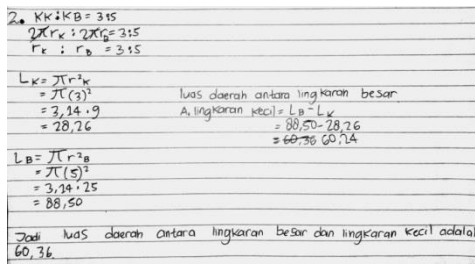 2. KK : KB = 3:5
2πrK : 2πrB = 3:5
rK : rB = 3:5
LK = πr²K
= π(3)²
= 3,14 . 9
= 28,26
LB = πr²B
= π(5)²
= 3,14 . 25
= 88,50
luas daerah antara lingkaran besar
A. lingkaran kecil = LB - LK
= 88,50 - 28,26
= 60,36 60,24
Jadi luas daerah antara lingkaran besar dan lingkaran kecil adalal
60,36.